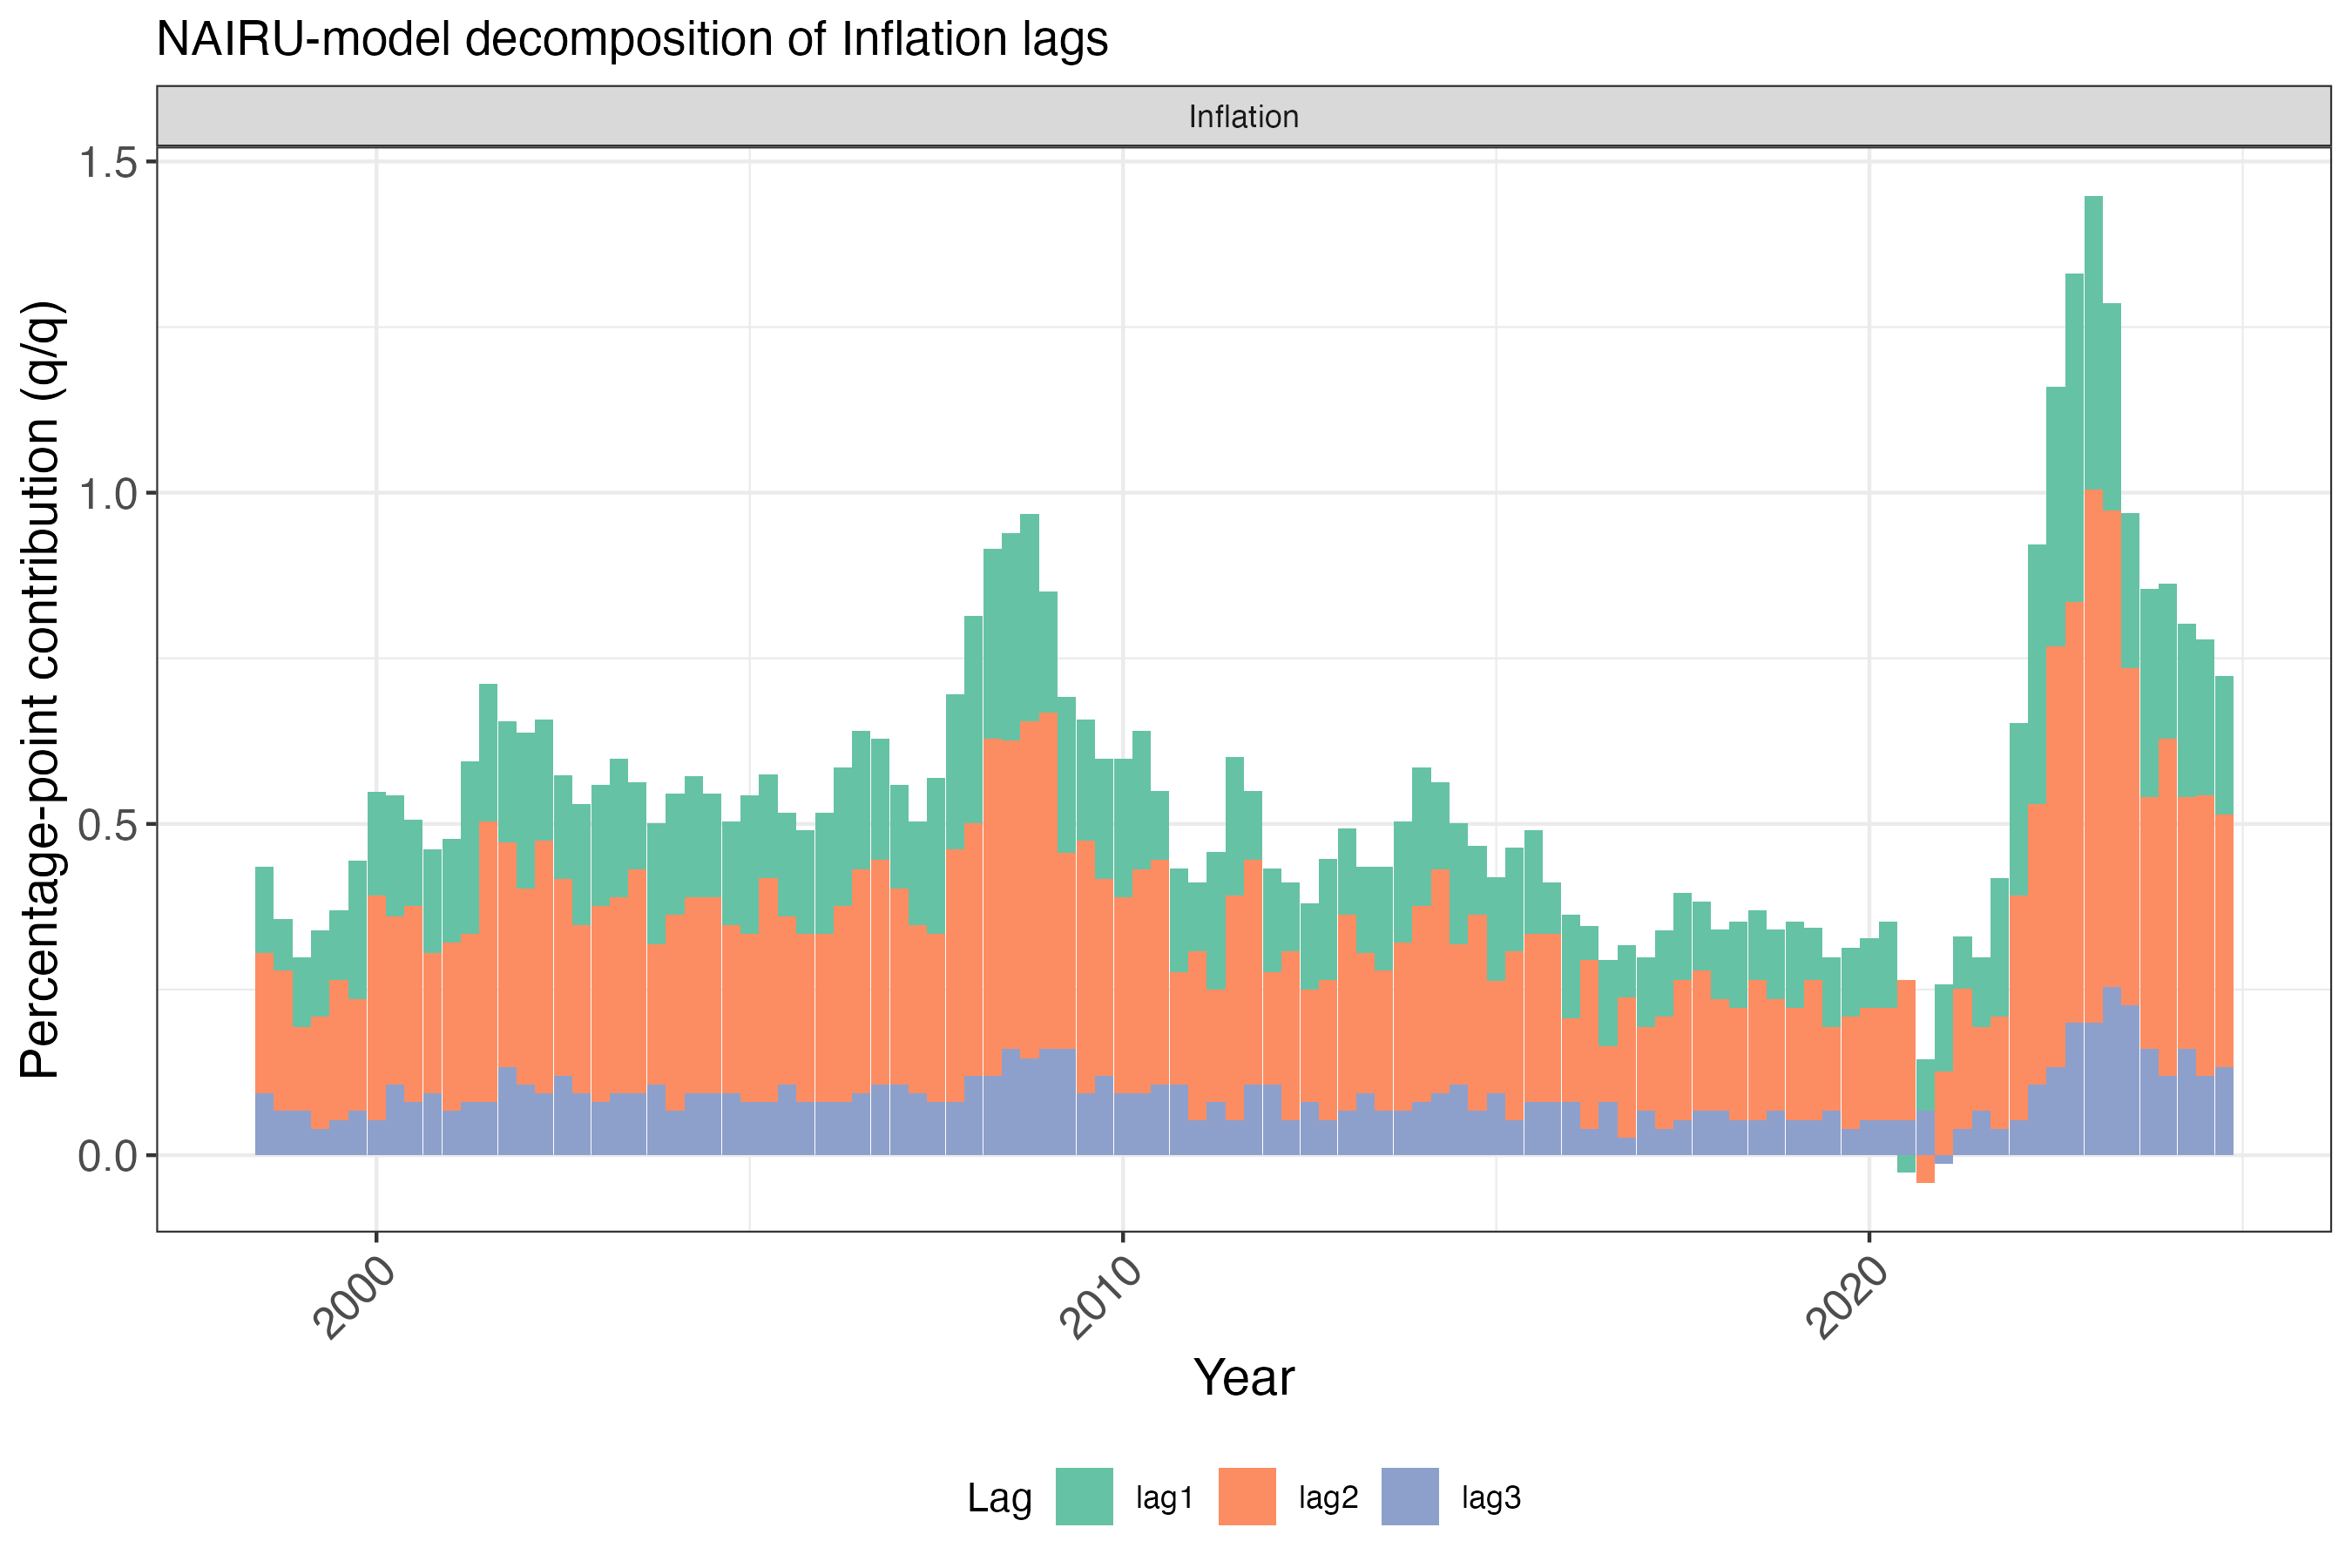 NAIRU-model decomposition of Inflation lags
Inflation
Percentage-point contribution (q/q)
1.5
1.0
0.5
0.0
2000
2010
2020
Year
Lag
lag1
lag2
lag3